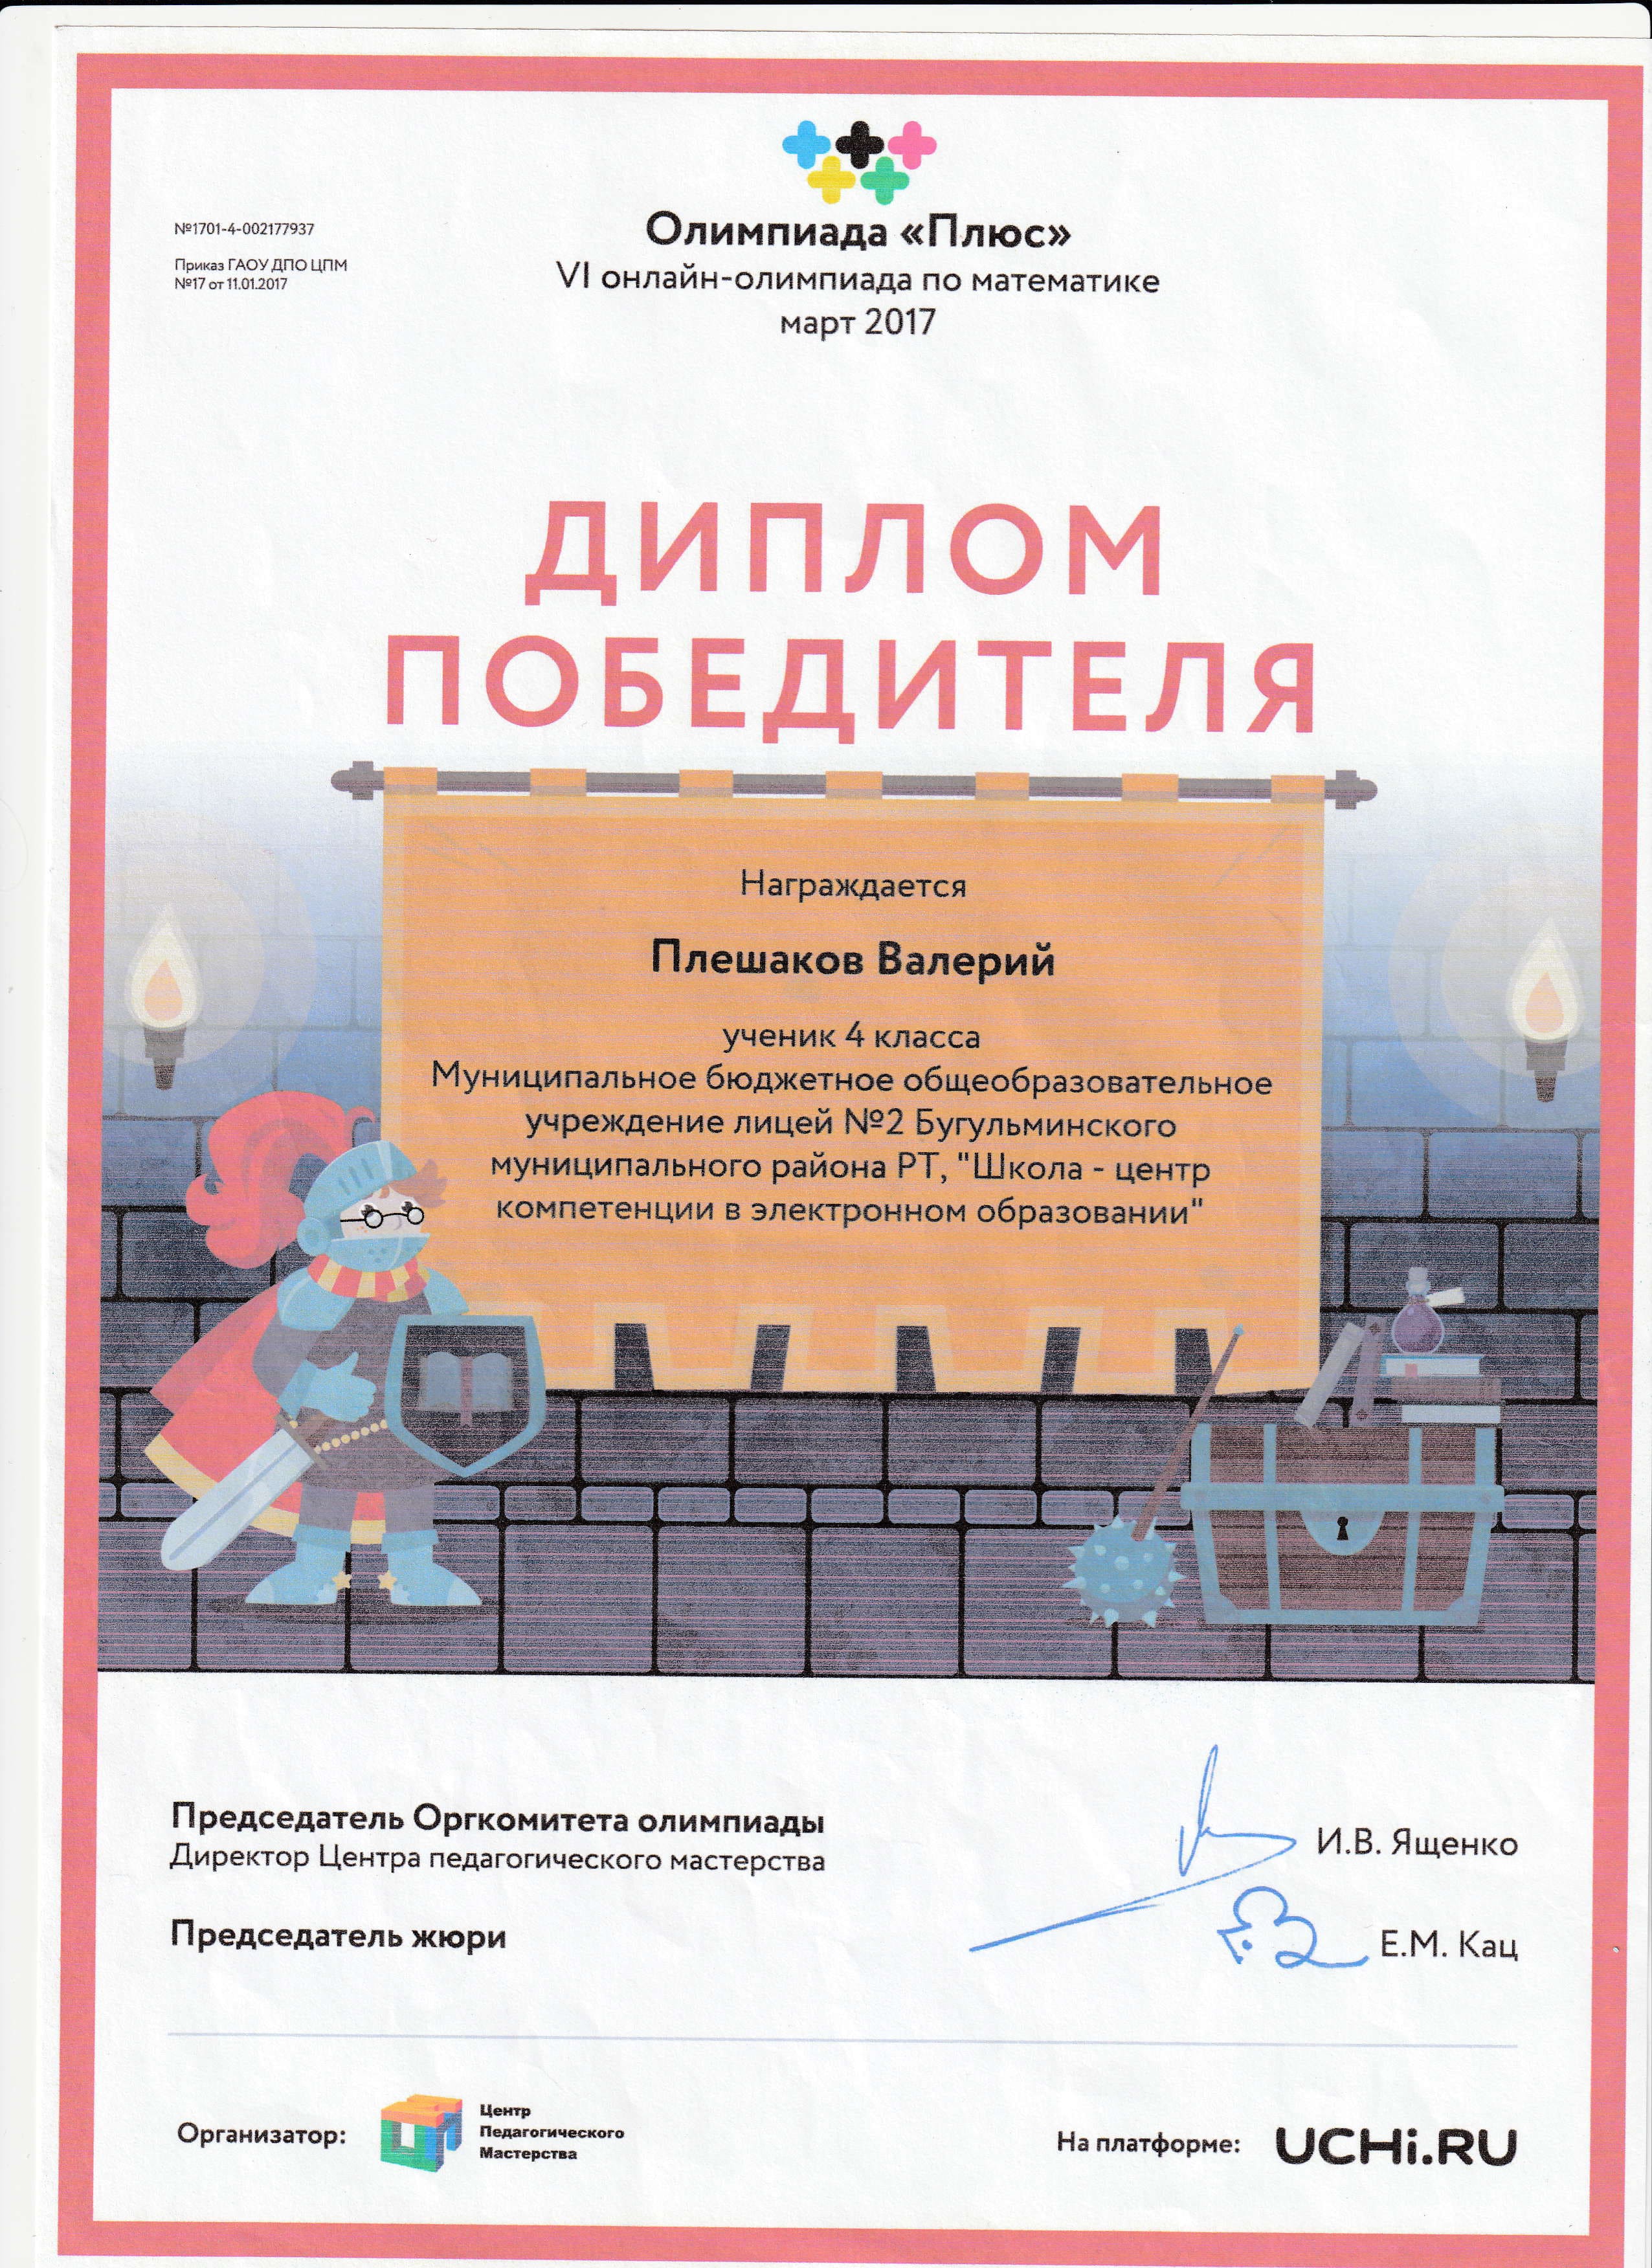 №1701-4-002177937
Приказ ГАОУ ДПО ЦПМ
№17 от 11.01.2017
Олимпиада «Плюс»
VI онлайн-олимпиада по математике
март 2017
ДИПЛОМ
ПОБЕДИТЕЛЯ
Награждается
Плешаков Валерий
ученик 4 класса
Муниципальное бюджетное общеобразовательное
учреждение лицей №2 Бугульминского
муниципального района РТ, "Школа - центр
компетенции в электронном образовании"
Председатель Оргкомитета олимпиады
Директор Центра педагогического мастерства
И.В. Ященко
Председатель жюри
Е.М. Кац
Организатор:
Центр
Педагогического
Мастерства
На платформе:
UCHi.RU